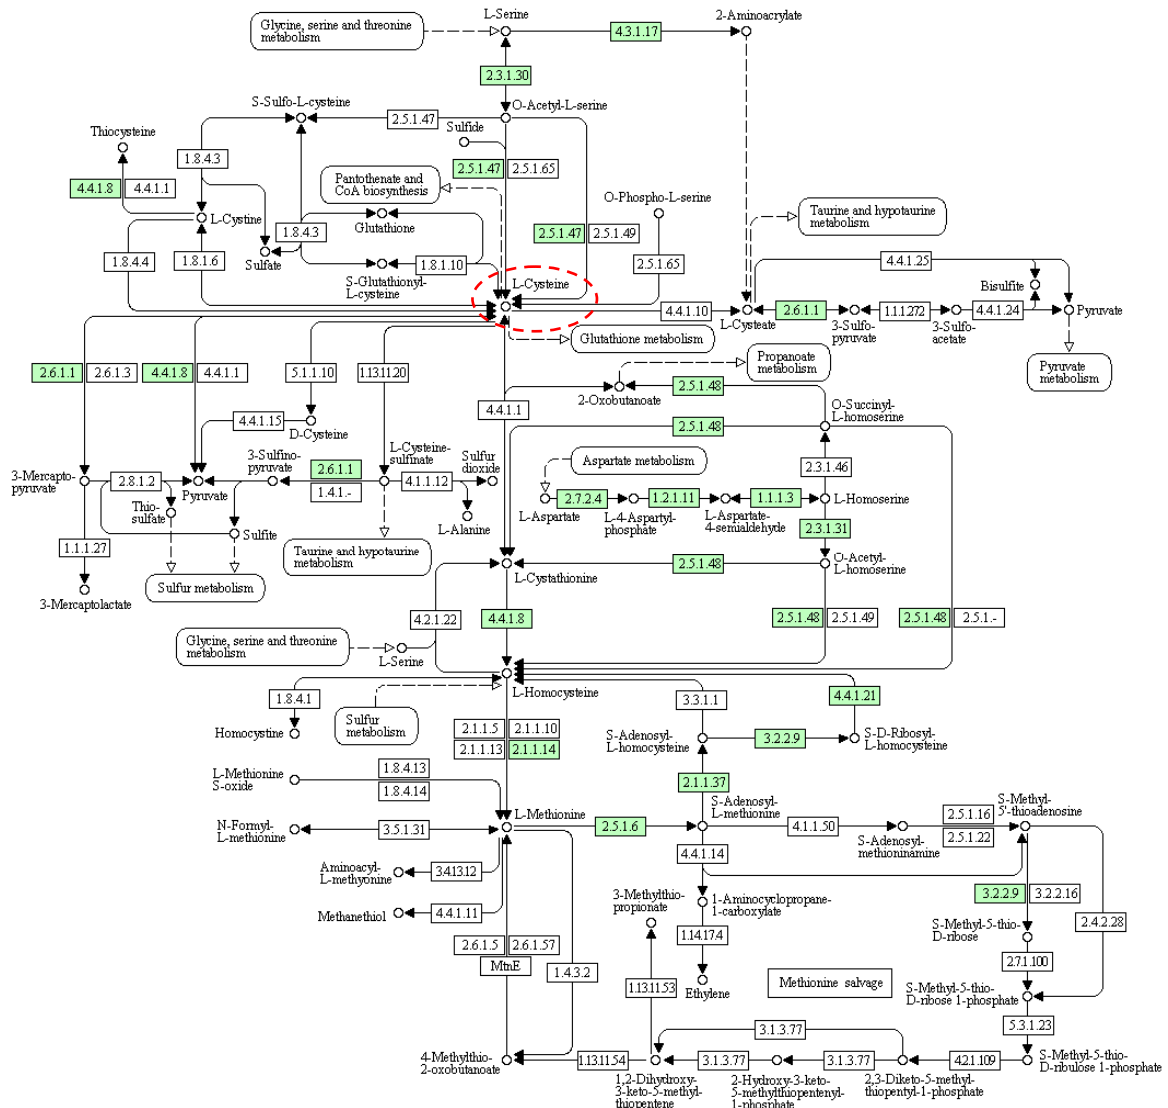 L-Serine
2-Aminoacrylate
Glycine, serine and threonine
metabolism
4.3.1.17
2.3.1.30
S-Sulfo-L-cysteine
O-Acetyl-L-serine
2.5.1.47
Sulfide
Thiocysteine
1.8.4.3
2.5.1.47
2.5.1.65
4.4.1.8
4.4.1.1
Pantothenate and
CoA biosynthesis
O-Phospho-L-serine
L-Cystine
Taurine and hypotaurine
metabolism
1.8.4.3
Glutathione
2.5.1.47
2.5.1.49
1.8.4.4
1.8.1.6
Sulfate
1.8.1.10
2.5.1.65
4.4.1.25
S-Glutathionyl-
L-cysteine
L-Cysteine
Bisulfite
4.4.1.10
L-Cysteate
2.6.1.1
3-Sulfo-
pyruvate
1.1.1.272
3-Sulfo-
acetate
4.4.1.24
Pyruvate
Glutathione metabolism
Propanoate
metabolism
Pyruvate
metabolism
2.6.1.1
2.6.1.3
4.4.1.8
4.4.1.1
5.1.1.10
1.13.11.20
2.5.1.48
2-Oxobutanoate
4.4.1.1
O-Succinyl-
L-homoserine
4.4.1.15
D-Cysteine
2.5.1.48
3-Sulfino-
pyruvate
L-Cysteine-
sulfinate
Sulfur
dioxide
Aspartate metabolism
2.3.1.46
3-Mercapto-
pyruvate
2.8.1.2
Pyruvate
2.6.1.1
1.4.1.-
4.1.1.12
L-Alanine
L-Aspartate
2.7.2.4
L-4-Aspartyl-
phosphate
1.2.1.11
L-Aspartate-
4-semialdehyde
1.1.1.3
L-Homoserine
Thio-
sulfate
Sulfite
2.3.1.31
1.1.1.27
Taurine and hypotaurine
metabolism
L-Cystathionine
2.5.1.48
O-Acetyl-
L-homoserine
Sulfur metabolism
3-Mercaptolactate
4.2.1.22
4.4.1.8
2.5.1.48
2.5.1.49
2.5.1.48
2.5.1.-
Glycine, serine and threonine
metabolism
L-Serine
L-Homocysteine
1.8.4.1
3.3.1.1
4.4.1.21
Homocystine
Sulfur
metabolism
2.1.1.5
2.1.1.10
2.1.1.13
2.1.1.14
S-Adenosyl-
L-homocysteine
3.2.2.9
S-D-Ribosyl-
L-homocysteine
L-Methionine
S-oxide
1.8.4.13
1.8.4.14
2.1.1.37
L-Methionine
S-Adenosyl-
L-methionine
S-Methyl-
5'-thioadenosine
N-Formyl-
L-methionine
3.5.1.31
2.5.1.6
4.1.1.50
S-Adenosyl-
methioninamine
2.5.1.16
2.5.1.22
4.4.1.14
Aminoacyl-
L-methyonine
3.4.13.12
3-Methylthio-
propionate
1-Aminocyclopropane-
1-carboxylate
3.2.2.9
3.2.2.16
Methanethiol
4.4.1.11
2.4.2.28
S-Methyl-5-thio-
D-ribose
2.6.1.5
2.6.1.57
MtnE
1.14.17.4
1.4.3.2
2.7.1.100
1.13.11.53
Ethylene
Methionine salvage
S-Methyl-5-thio-
D-ribose 1-phosphate
3.1.3.77
5.3.1.23
4-Methylthio-
2-oxobutanoate
1.13.11.54
3.1.3.77
3.1.3.77
4.2.1.109
S-Methyl-5-thio-
D-ribulose 1-phosphate
1,2-Dihydroxy-
3-keto-5-methyl-
thiopentene
2-Hydroxy-3-keto-
5-methylthiopentenyl-
1-phosphate
2,3-Diketo-5-methyl-
thiopentyl-1-phosphate